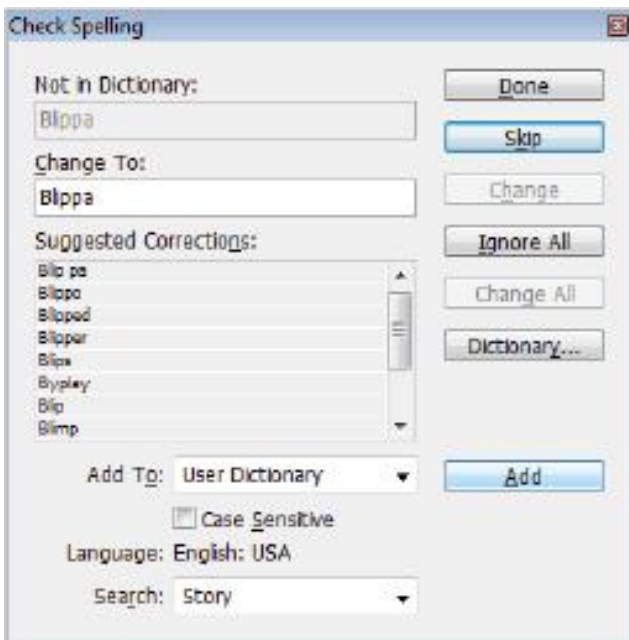 Check Spelling
Not in Dictionary:
Blippa
Change To:
Blippa
Suggested Corrections:
Blip pa
Blippo
Blipped
Blipper
Blips
Bypley
Blip
Blimp
Add To: User Dictionary
Case Sensitive
Language: English: USA
Search: Story
Done
Skip
Change
Ignore All
Change All
Dictionary...
Add